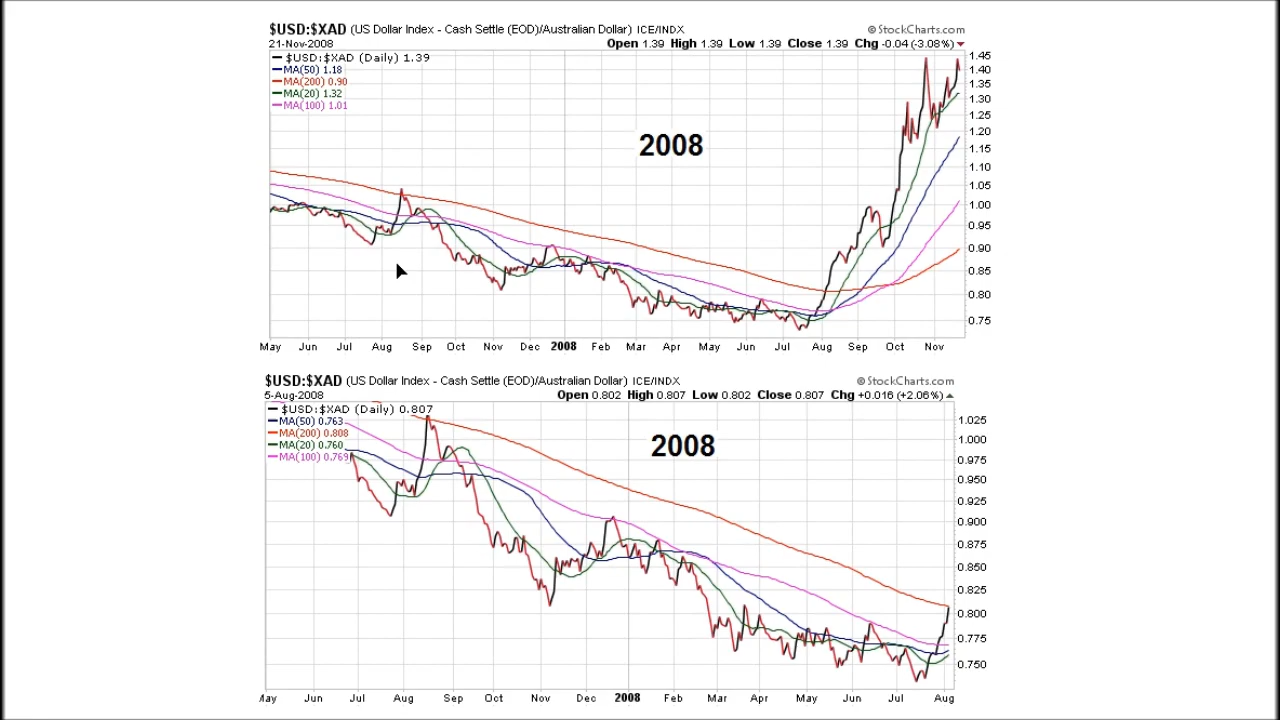 $USD:$XAD (US Dollar Index - Cash Settle (EOD)/Australian Dollar) ICE/INDX
© StockCharts.com
21-Nov-2008
Open 1.39 High 1.39 Low 1.39 Close 1.39 Chg -0.04 (-3.08%)
$USD:$XAD (Daily) 1.39
MA(50) 1.18
MA(200) 0.90
MA(20) 1.32
MA(100) 1.01
2008
1.45
1.40
1.35
1.30
1.25
1.20
1.15
1.10
1.05
1.00
0.95
0.90
0.85
0.80
0.75
May Jun Jul Aug Sep Oct Nov Dec 2008 Feb Mar Apr May Jun Jul Aug Sep Oct Nov
$USD:$XAD (US Dollar Index - Cash Settle (EOD)/Australian Dollar) ICE/INDX
© StockCharts.com
5-Aug-2008
Open 0.802 High 0.807 Low 0.802 Close 0.807 Chg +0.016 (+2.06%)
$USD:$XAD (Daily) 0.807
MA(50) 0.763
MA(200) 0.808
MA(20) 0.760
MA(100) 0.769
2008
1.025
1.000
0.975
0.950
0.925
0.900
0.875
0.850
0.825
0.800
0.775
0.750
May Jun Jul Aug Sep Oct Nov Dec 2008 Feb Mar Apr May Jun Jul Aug